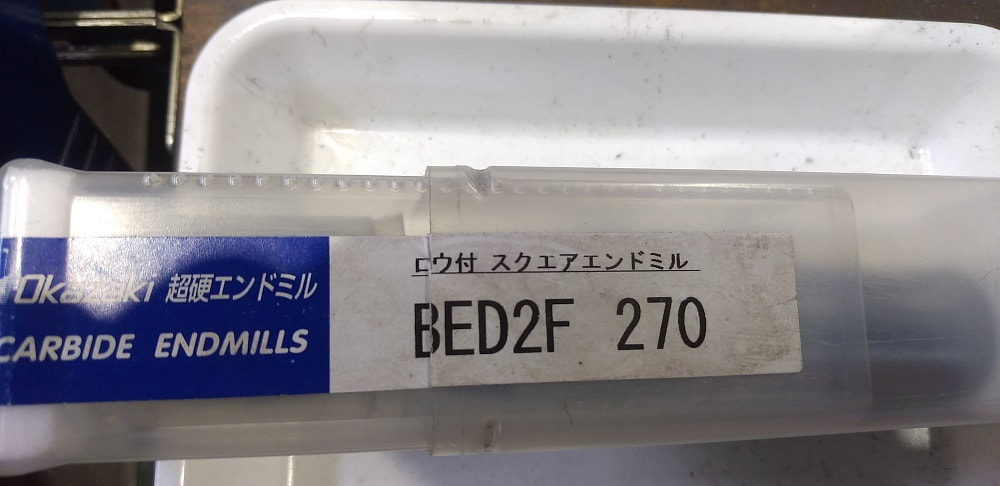 Okazaki 超硬エンドミル
CARBIDE ENDMILLS
ロウ付 スクエアエンドミル
BED2F 270